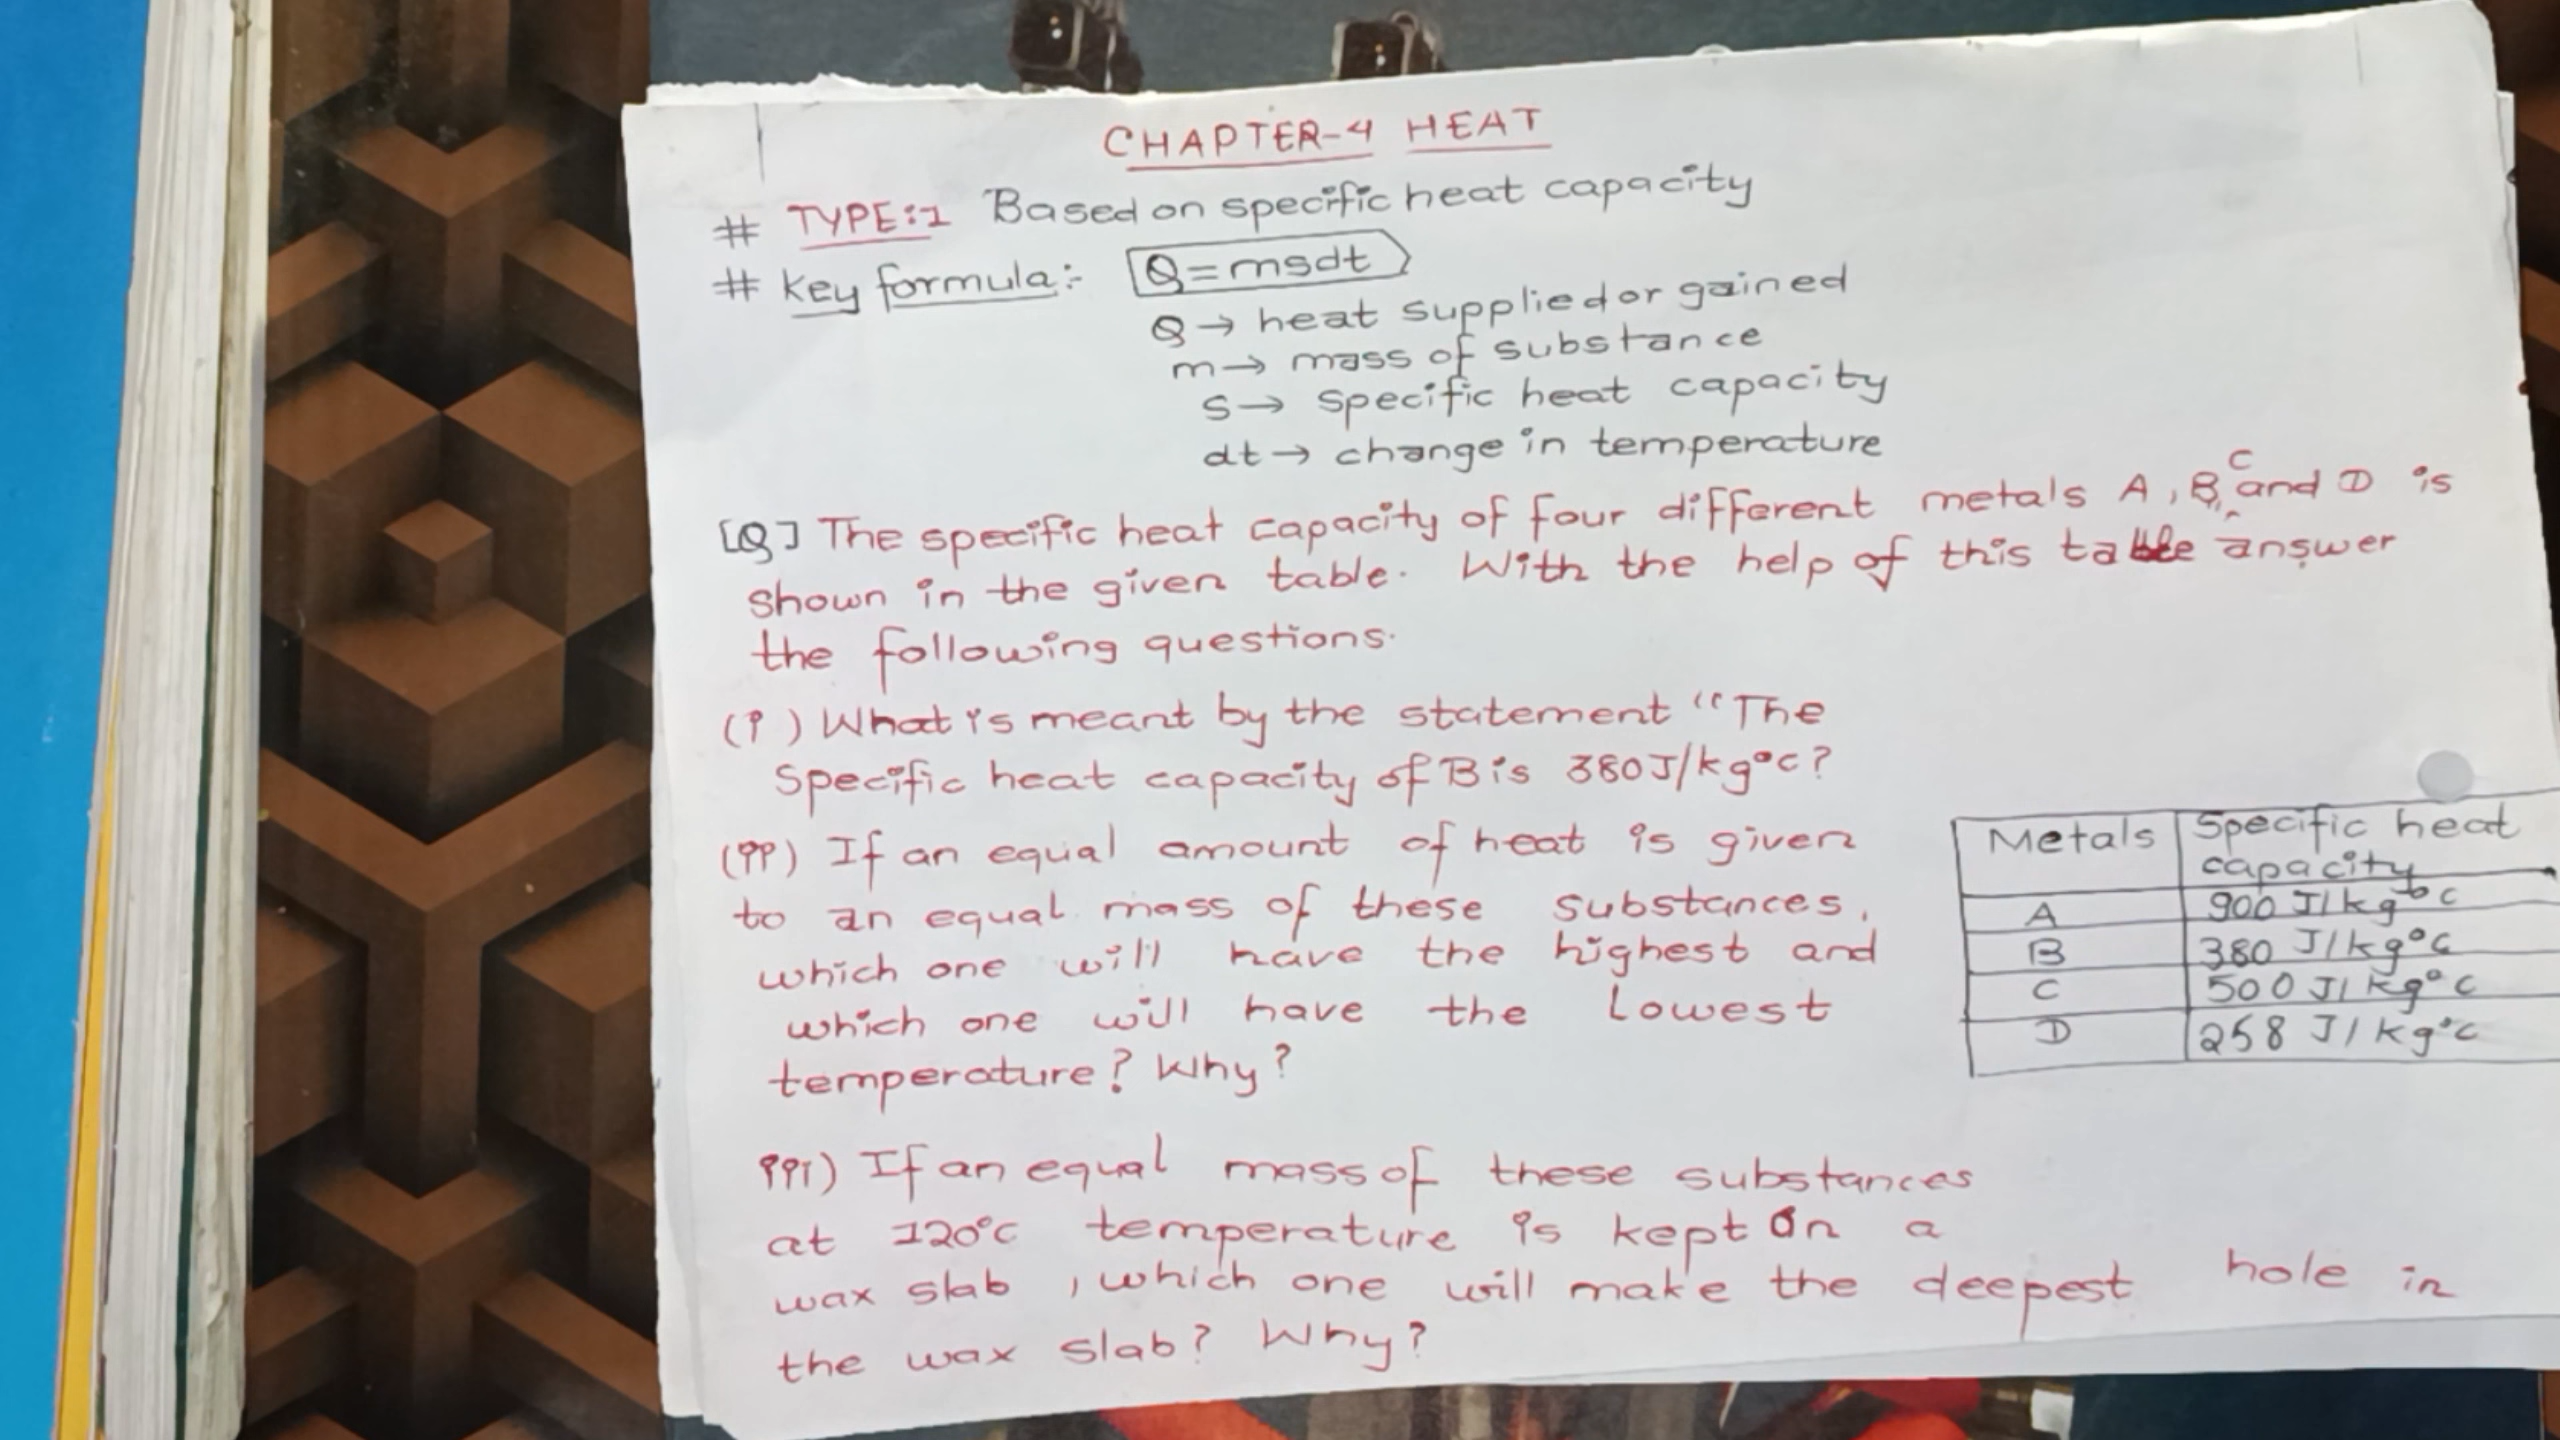 CHAPTER-4 HEAT
# TYPE:1 Based on specific heat capacity
# Key formula:- Q=msdt
Q→ heat supplied or gained
m→ mass of substance
s→ specific heat capacity
dt→ change in temperature
[Q] The specific heat capacity of four different metals A, B, C and D is
shown in the given table. With the help of this table answer
the following questions.
(i) What is meant by the statement "The
specific heat capacity of B is 380J/kg°C?
(ii) If an equal amount of heat is given
to an equal mass of these substances,
which one will have the highest and
which one will have the lowest
temperature? Why?
Metals Specific heat capacity
A 900 J/kg°C
B 380 J/kg°C
C 500 J/kg°C
D 258 J/kg°C
iii) If an equal mass of these substances
at 120°C temperature is kept on a
wax slab, which one will make the deepest hole in
the wax slab? Why?